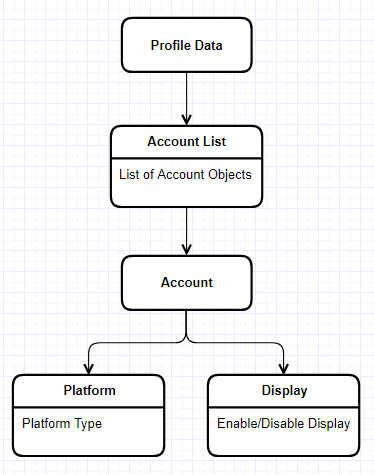 Profile Data
Account List
List of Account Objects
Account
Platform
Platform Type
Display
Enable/Disable Display